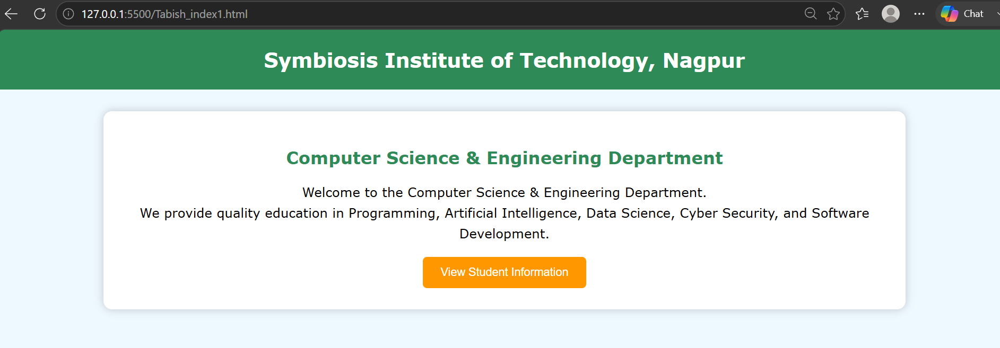 127.0.0.1:5500/Tabish_index1.html
Chat
Symbiosis Institute of Technology, Nagpur
Computer Science & Engineering Department
Welcome to the Computer Science & Engineering Department.
We provide quality education in Programming, Artificial Intelligence, Data Science, Cyber Security, and Software
Development.
View Student Information